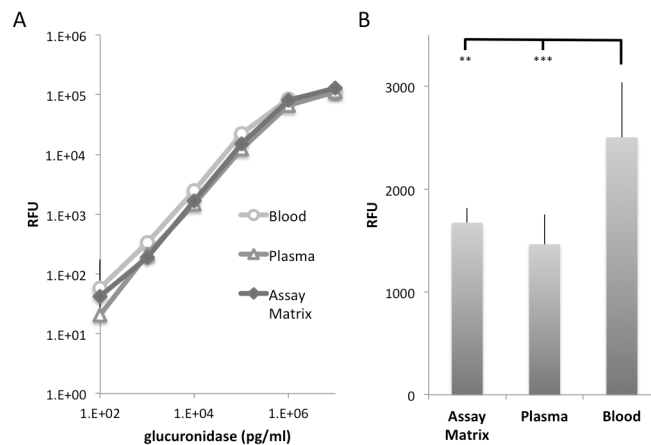 A
1.E+06
1.E+05
1.E+04
1.E+03
1.E+02
1.E+01
1.E+00
RFU
Blood
Plasma
Assay
Matrix
1.E+02
1.E+04
1.E+06
glucuronidase (pg/ml)
B
**
***
3000
2000
1000
0
RFU
Assay
Matrix
Plasma
Blood